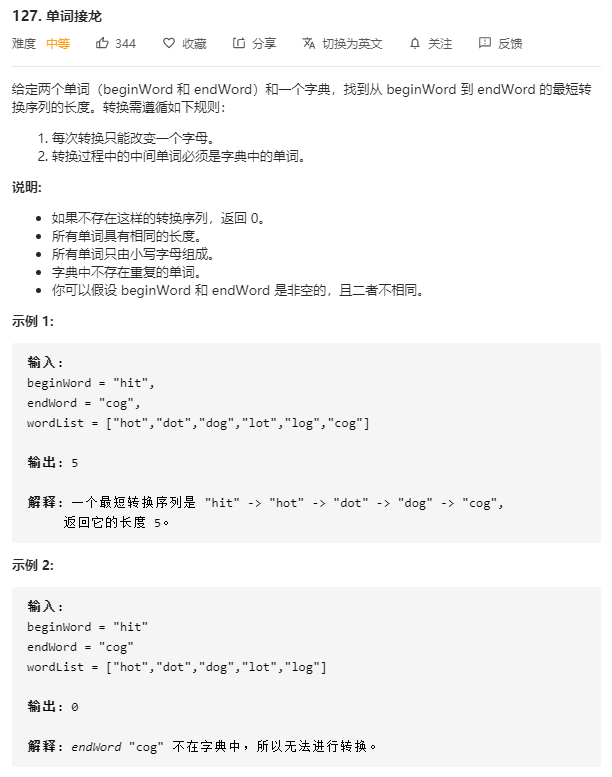 127. 单词接龙
难度 中等 344 收藏 分享 切换为英文 关注 反馈
给定两个单词（beginWord 和 endWord）和一个字典，找到从 beginWord 到 endWord 的最短转
换序列的长度。转换需遵循如下规则：
1. 每次转换只能改变一个字母。
2. 转换过程中的中间单词必须是字典中的单词。
说明:
• 如果不存在这样的转换序列，返回 0。
• 所有单词具有相同的长度。
• 所有单词只由小写字母组成。
• 字典中不存在重复的单词。
• 你可以假设 beginWord 和 endWord 是非空的，且二者不相同。
示例 1:
输入:
beginWord = "hit",
endWord = "cog",
wordList = ["hot","dot","dog","lot","log","cog"]
输出: 5
解释: 一个最短转换序列是 "hit" -> "hot" -> "dot" -> "dog" -> "cog",
返回它的长度 5。
示例 2:
输入:
beginWord = "hit"
endWord = "cog"
wordList = ["hot","dot","dog","lot","log"]
输出: 0
解释: endWord "cog" 不在字典中，所以无法进行转换。